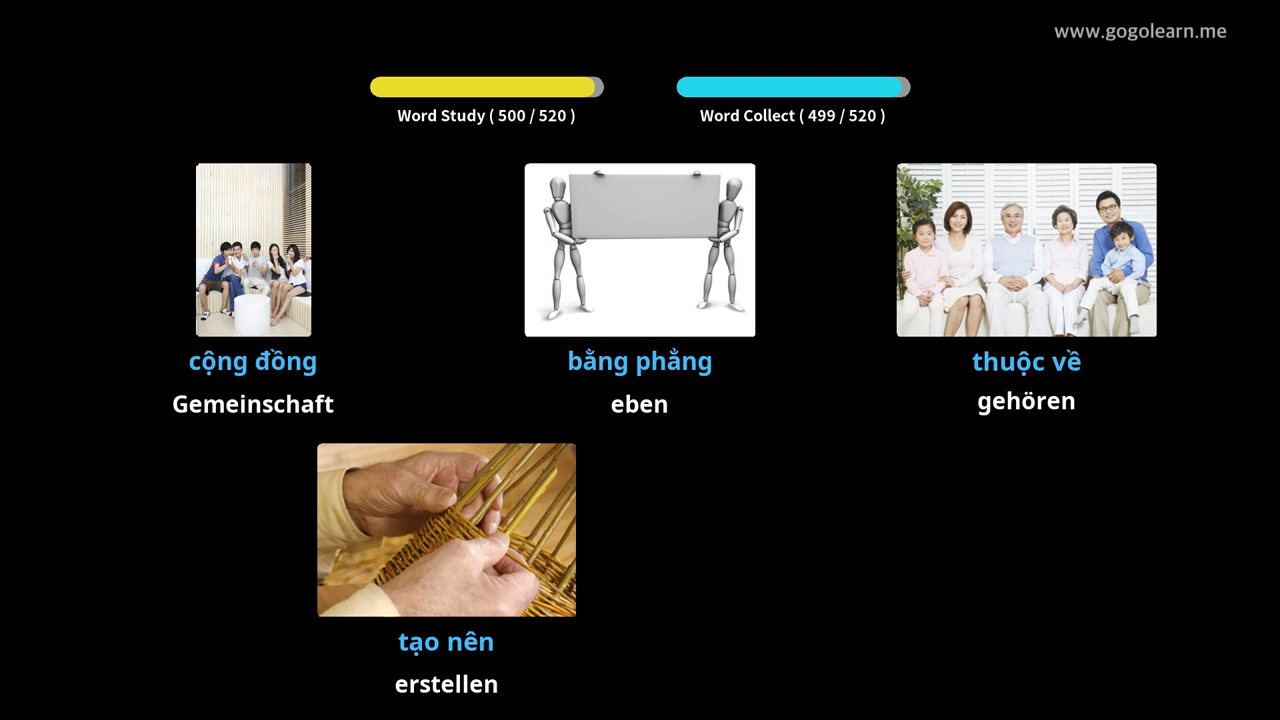 www.gogolearn.me
Word Study ( 500 / 520 )
Word Collect ( 499 / 520 )
cộng đồng
Gemeinschaft
bằng phẳng
eben
thuộc về
gehören
tạo nên
erstellen